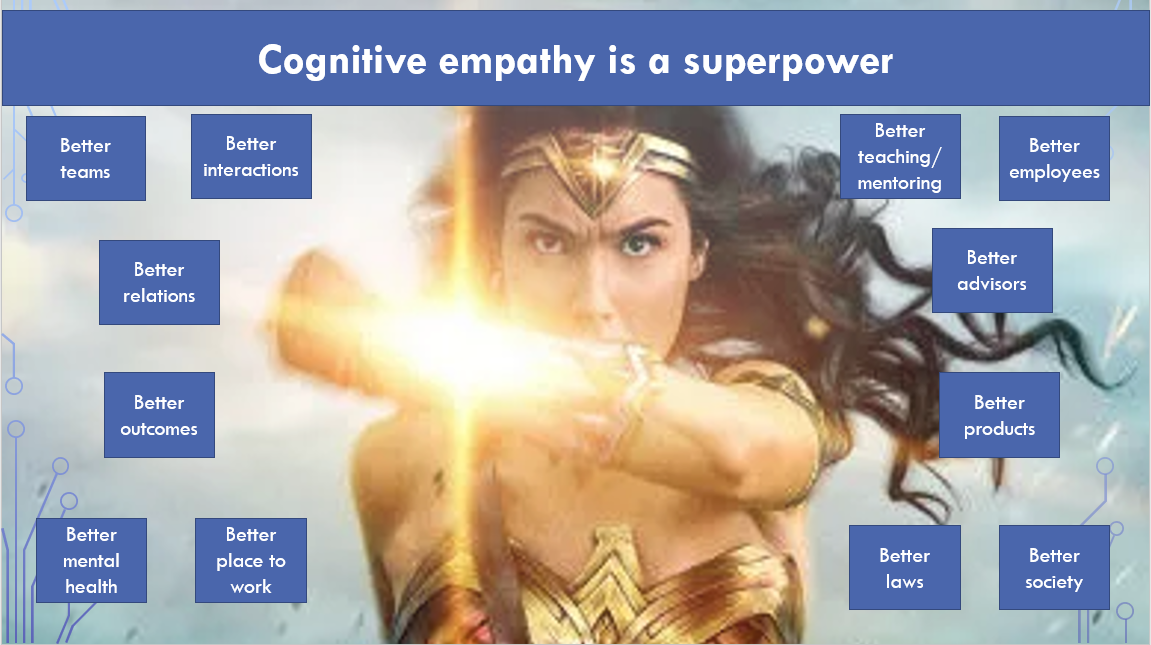 Cognitive empathy is a superpower
Better
teams
Better
interactions
Better
teaching/
mentoring
Better
employees
Better
relations
Better
advisors
Better
outcomes
Better
products
Better
mental
health
Better
place to
work
Better
laws
Better
society